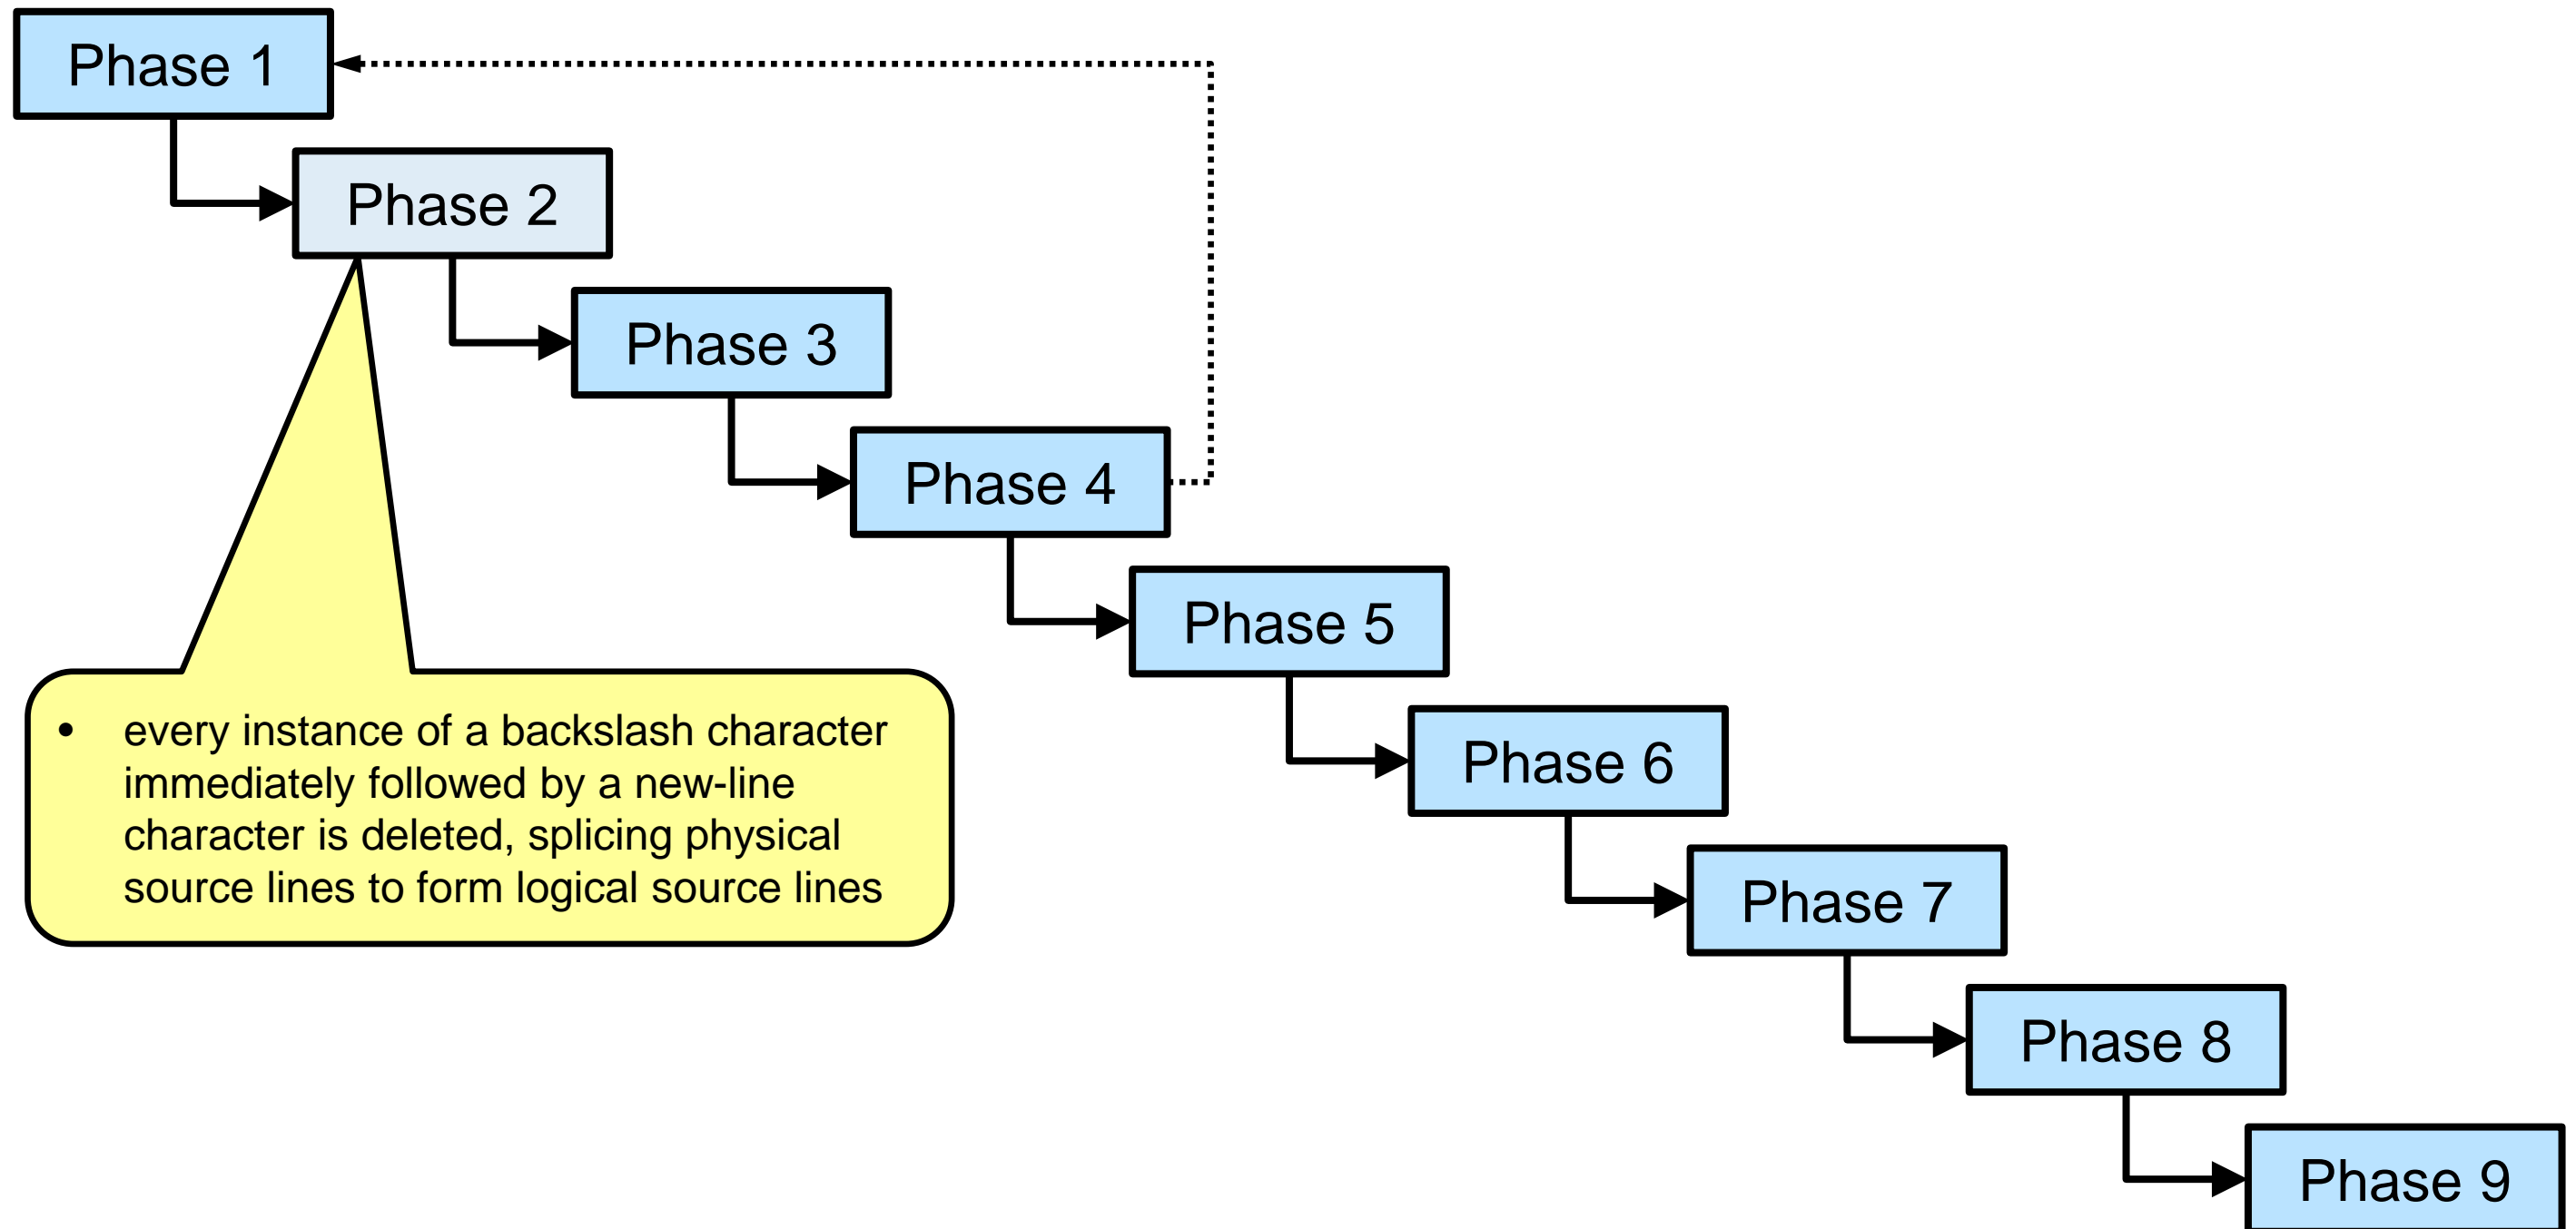 Phase 1
Phase 2
Phase 3
Phase 4
Phase 5
• every instance of a backslash character
immediately followed by a new-line
character is deleted, splicing physical
source lines to form logical source lines
Phase 6
Phase 7
Phase 8
Phase 9